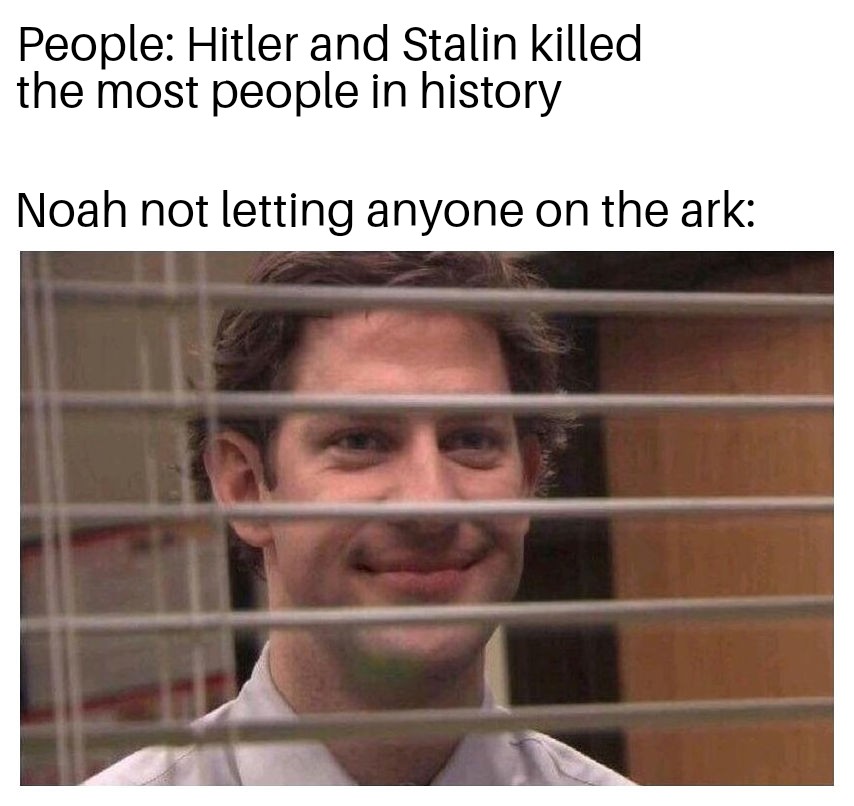 People: Hitler and Stalin killed
the most people in history
Noah not letting anyone on the ark: